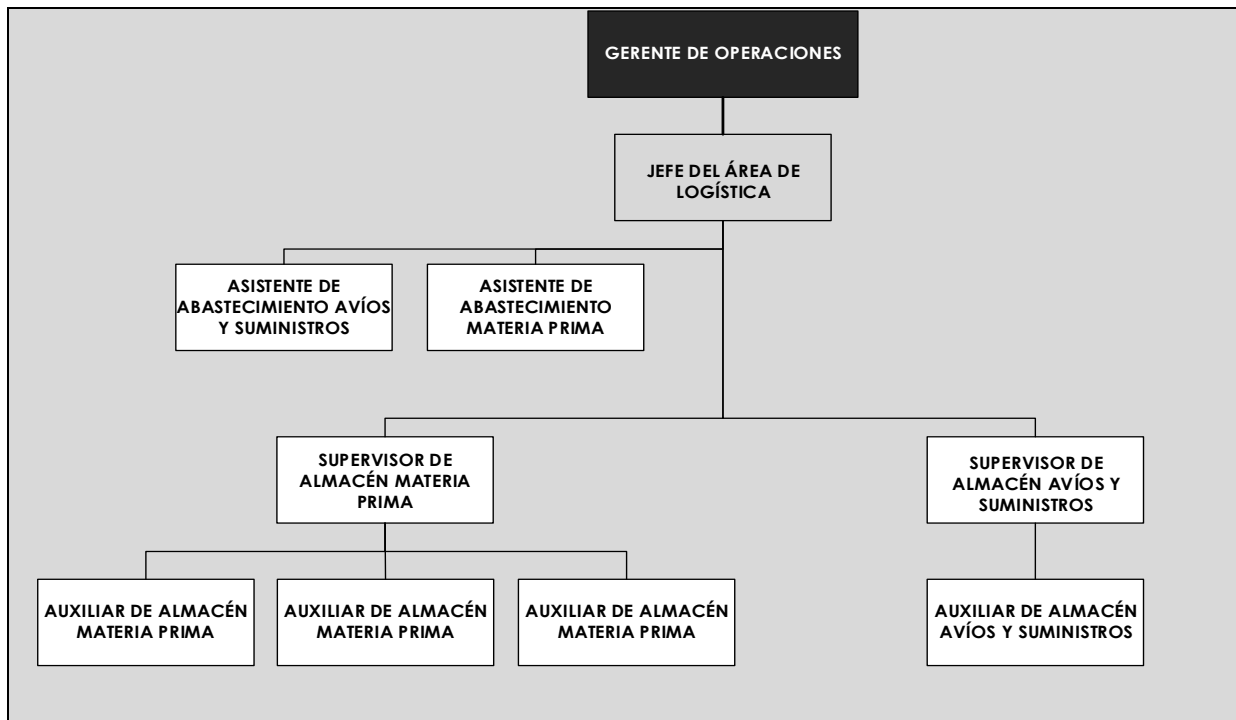 GERENTE DE OPERACIONES
JEFE DEL ÁREA DE
LOGÍSTICA
ASISTENTE DE
ABASTECIMIENTO AVÍOS
Y SUMINISTROS
ASISTENTE DE
ABASTECIMIENTO
MATERIA PRIMA
SUPERVISOR DE
ALMACÉN MATERIA
PRIMA
SUPERVISOR DE
ALMACÉN AVÍOS Y
SUMINISTROS
AUXILIAR DE ALMACÉN
MATERIA PRIMA
AUXILIAR DE ALMACÉN
MATERIA PRIMA
AUXILIAR DE ALMACÉN
MATERIA PRIMA
AUXILIAR DE ALMACÉN
AVÍOS Y SUMINISTROS